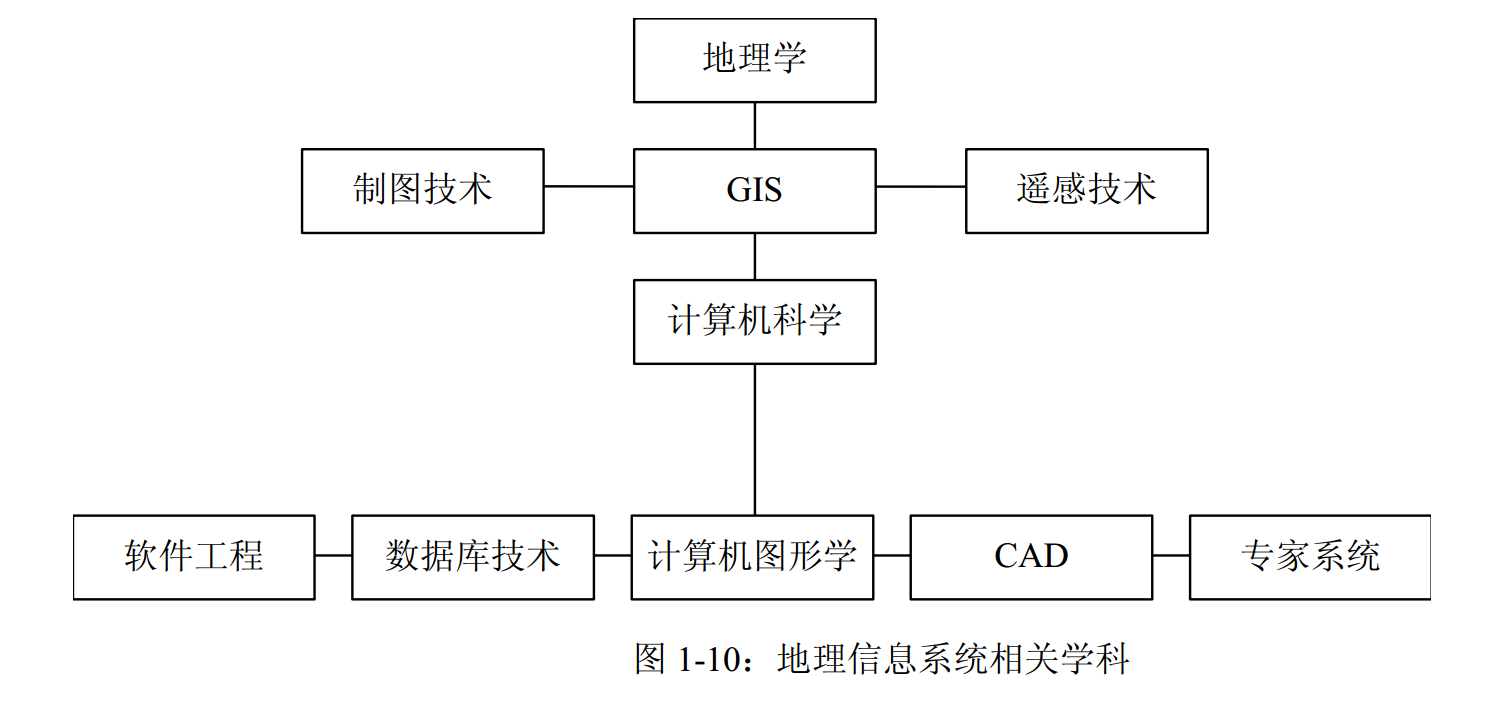 地理学
制图技术
GIS
遥感技术
计算机科学
软件工程
数据库技术
计算机图形学
CAD
专家系统
图 1-10：地理信息系统相关学科